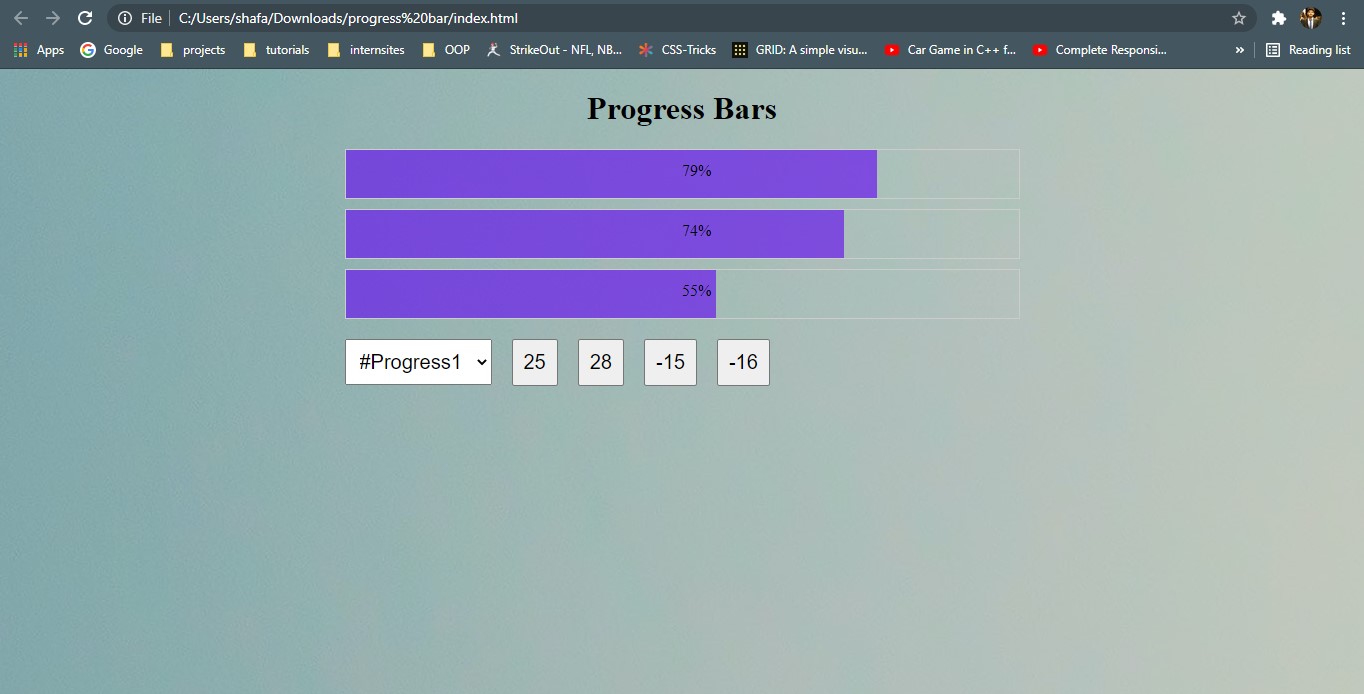 File C:/Users/shafa/Downloads/progress%20bar/index.html
Apps Google projects tutorials internsites OOP StrikeOut - NFL, NB... CSS-Tricks GRID: A simple visu... Car Game in C++ f... Complete Responsi... » Reading list
Progress Bars
79%
74%
55%
#Progress1 25 28 -15 -16